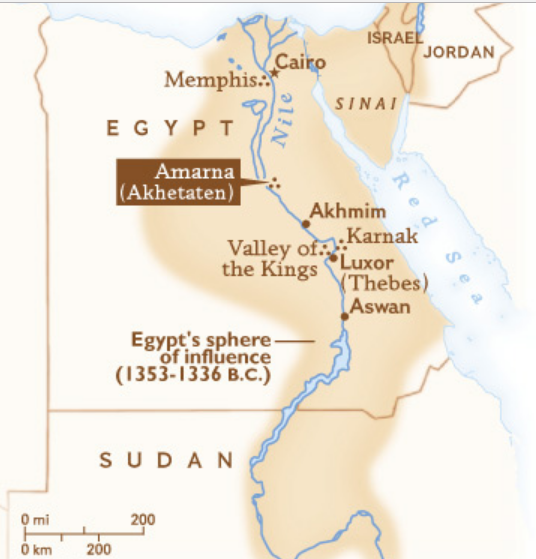 ISRAEL
JORDAN
Cairo
Memphis
SINAI
EGYPT
Nile
Amarna
(Akhetaten)
Red Sea
Akhmim
Karnak
Valley of
the Kings
Luxor
(Thebes)
Aswan
Egypt's sphere
of influence
(1353-1336 B.C.)
SUDAN
0 mi 200
0 km 200